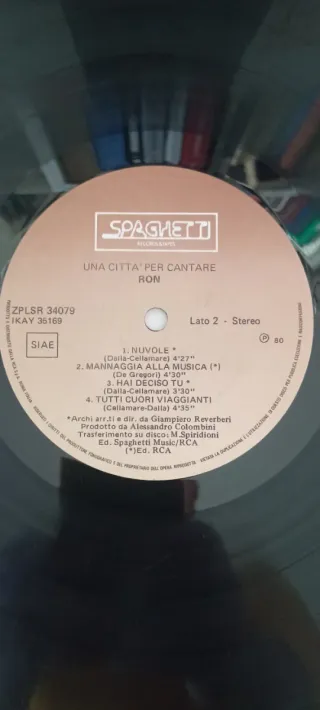 SPAGHETTI
UNA CITTA' PER CANTARE
RON
ZPLSR 34079
JKAY 36169
Lato 2 - Stereo
SIAE
P 80
1. NUVOLE *
(Dalla-Cellamare) 4'27"
2. MANNAGGIA ALLA MUSICA (*)
(De Gregori) 4'30"
3. HAI DECISO TU *
(Dalla-Cellamare) 3'30"
4. TUTTI CUORI VIAGGIANTI
(Cellamare-Dalla) 4'35"
*Archi arr.ti e dir. da Giampiero Reverberi
Prodotto da Alessandro Colombini
Trasferimento su disco: M.Spiridioni
Ed. Spaghetti Music/RCA
(*)Ed. RCA